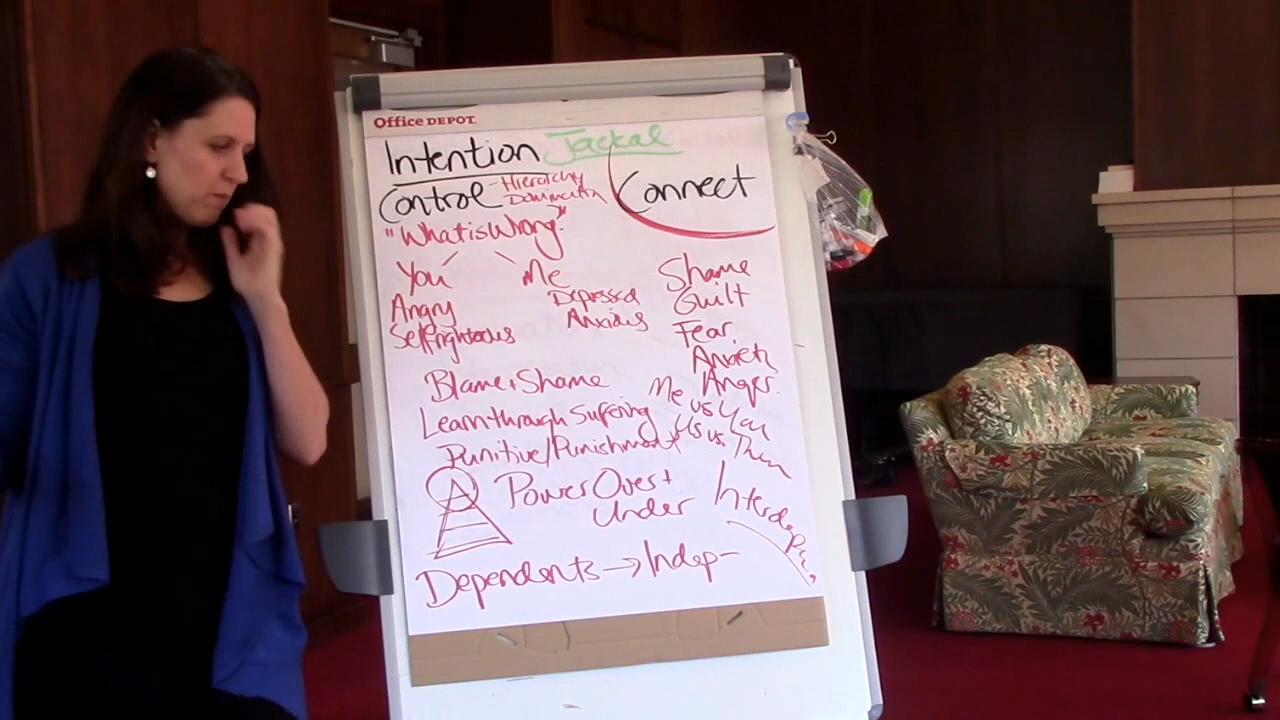 Office DEPOT
Intention Jackal
Control - Hierarchy
Domination
Connect
"What is Wrong?"
You Me
Angry
Self Rightous
Depressed
Anxious
Shame
Guilt
Fear
Anxiety
Anger
Blame + Shame
Learn through Suffering
Punitive/Punishment
Me vs You
Us vs. Them
Power Over +
Under
Interdepn,
Dependents → Indep -